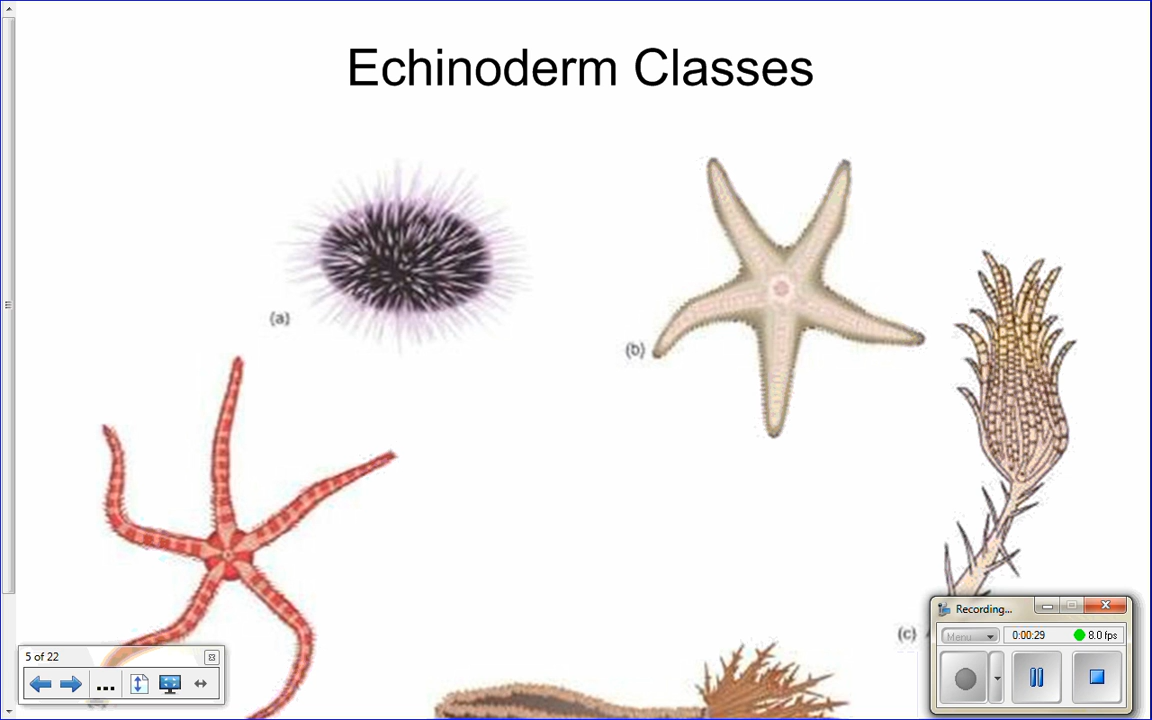 Echinoderm Classes
(a)
(b)
(c)
5 of 22
...
Recording...
Menu
0:00:29
8.0 fps